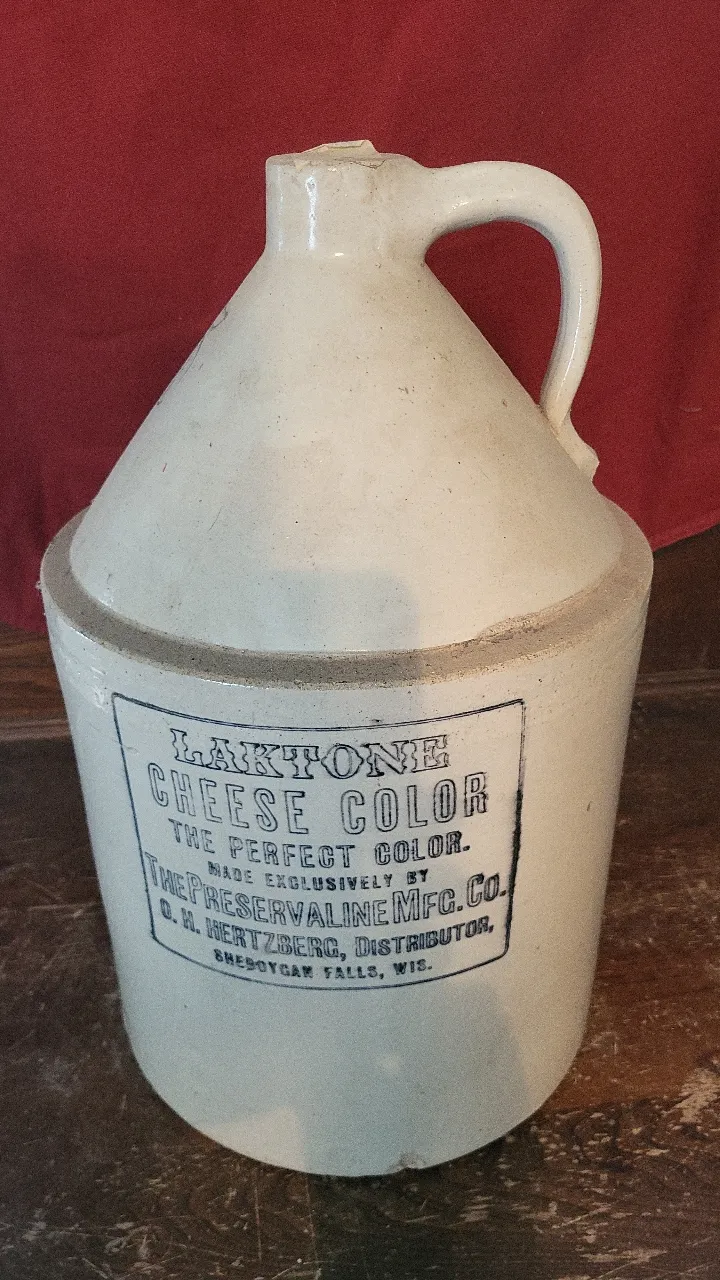 LAKTONE
CHEESE COLOR
THE PERFECT COLOR.
MADE EXCLUSIVELY BY
THE PRESERVALINE MFG. CO.
O. H. HERTZBERG, DISTRIBUTOR,
SHEBOYGAN FALLS, WIS.